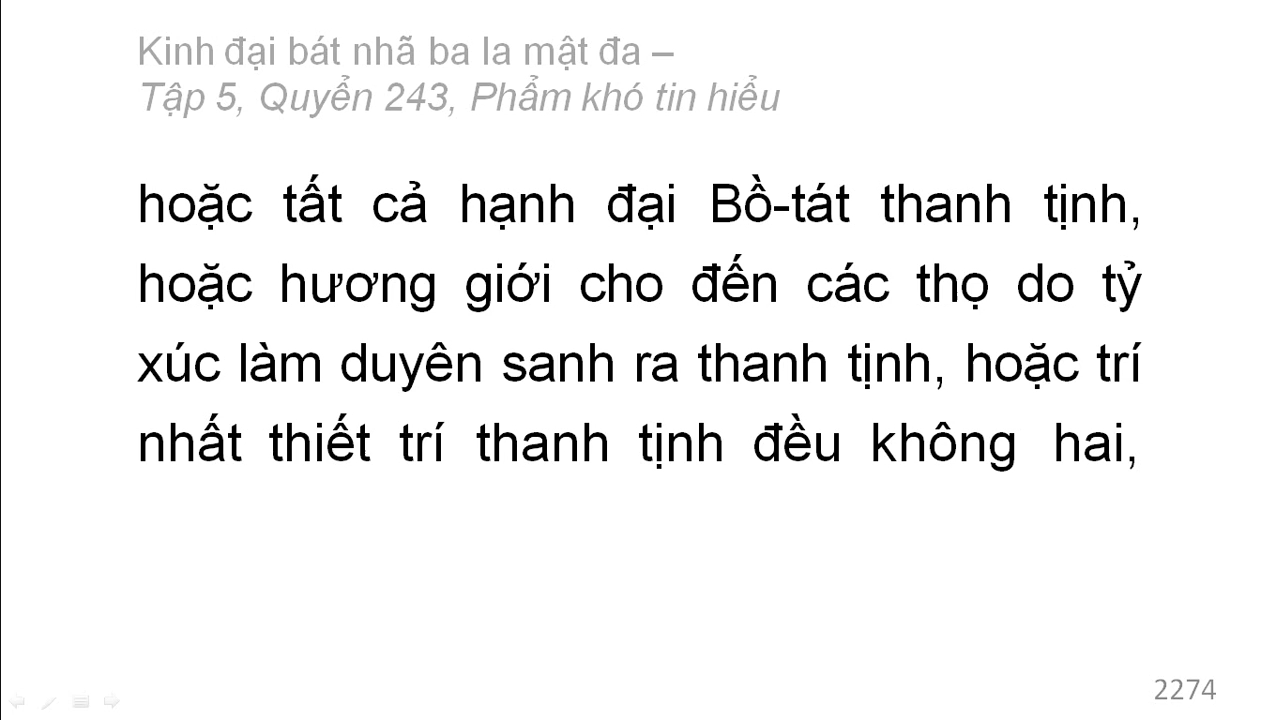 Kinh đại bát nhã ba la mật đa –
Tập 5, Quyển 243, Phẩm khó tin hiểu
hoặc tất cả hạnh đại Bồ-tát thanh tịnh,
hoặc hương giới cho đến các thọ do tỷ
xúc làm duyên sanh ra thanh tịnh, hoặc trí
nhất thiết trí thanh tịnh đều không hai,
2274